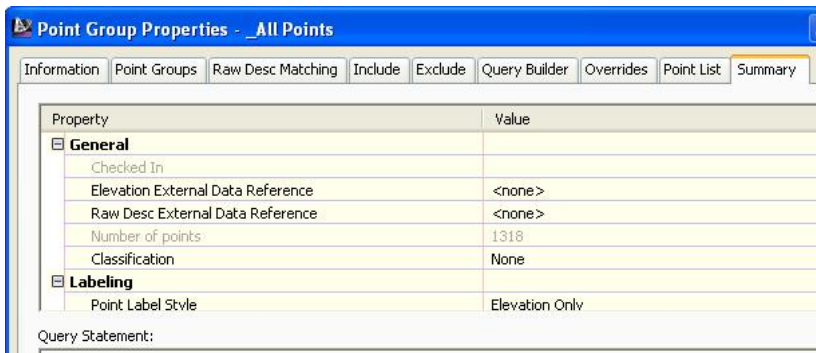 Point Group Properties - _All Points
Information Point Groups Raw Desc Matching Include Exclude Query Builder Overrides Point List Summary
Property Value
General
Checked In
Elevation External Data Reference <none>
Raw Desc External Data Reference <none>
Number of points 1318
Classification None
Labeling
Point Label Style Elevation Only
Query Statement: